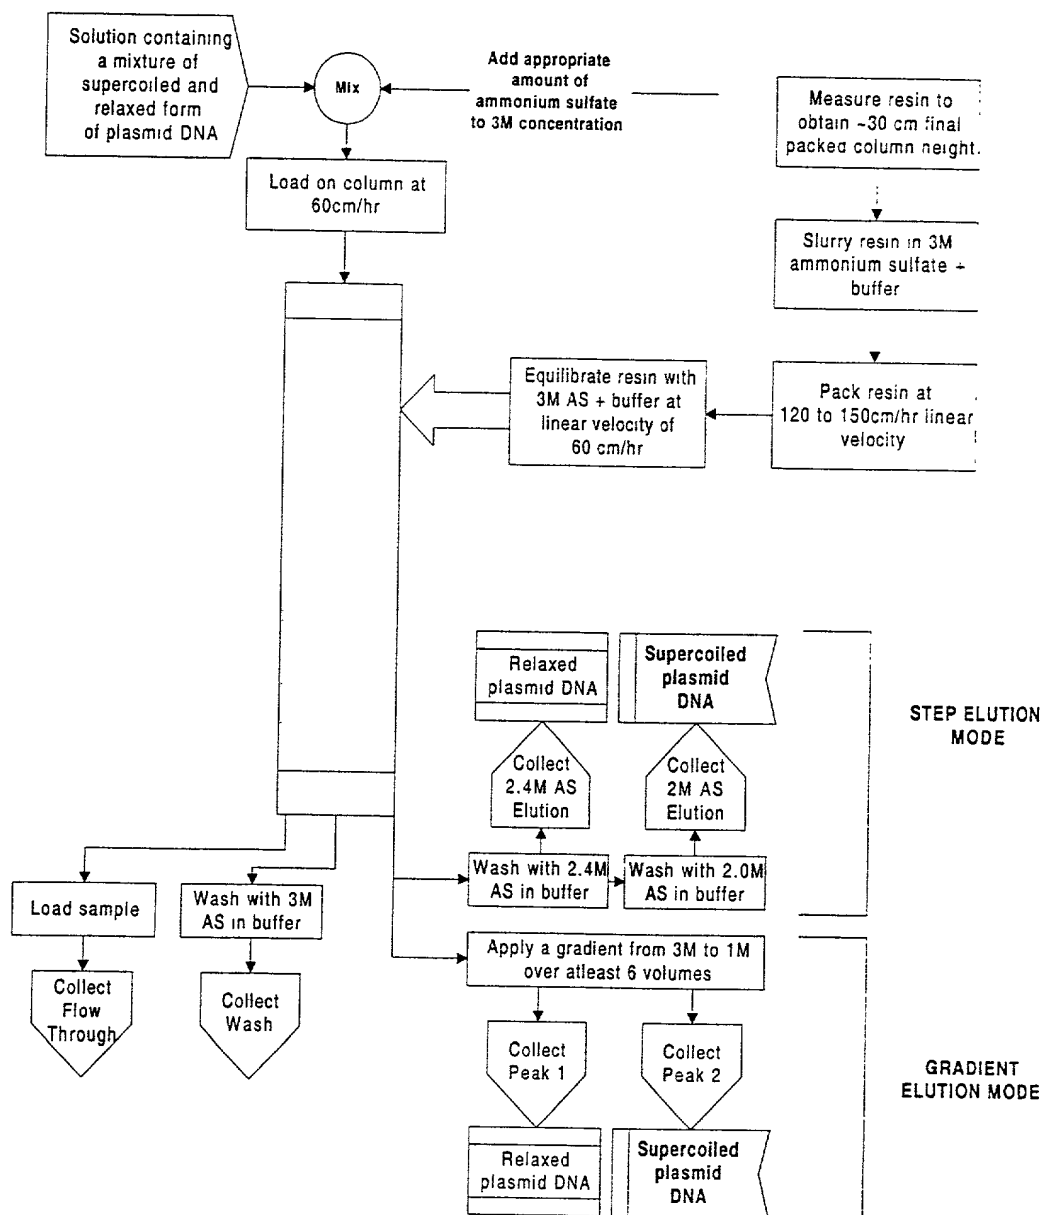 Solution containing
a mixture of
supercoiled and
relaxed form
of plasmid DNA
Mix
Add appropriate
amount of
ammonium sulfate
to 3M concentration
Measure resin to
obtain ~30 cm final
packed column height.
Load on column at
60cm/hr
Slurry resin in 3M
ammonium sulfate +
buffer
Equilibrate resin with
3M AS + buffer at
linear velocity of
60 cm/hr
Pack resin at
120 to 150cm/hr linear
velocity
Relaxed
plasmid DNA
Supercoiled
plasmid
DNA
STEP ELUTION
MODE
Collect
2.4M AS
Elution
Collect
2M AS
Elution
Wash with 2.4M
AS in buffer
Wash with 2.0M
AS in buffer
Load sample
Wash with 3M
AS in buffer
Apply a gradient from 3M to 1M
over atleast 6 volumes
Collect
Flow
Through
Collect
Wash
Collect
Peak 1
Collect
Peak 2
GRADIENT
ELUTION MODE
Relaxed
plasmid DNA
Supercoiled
plasmid
DNA